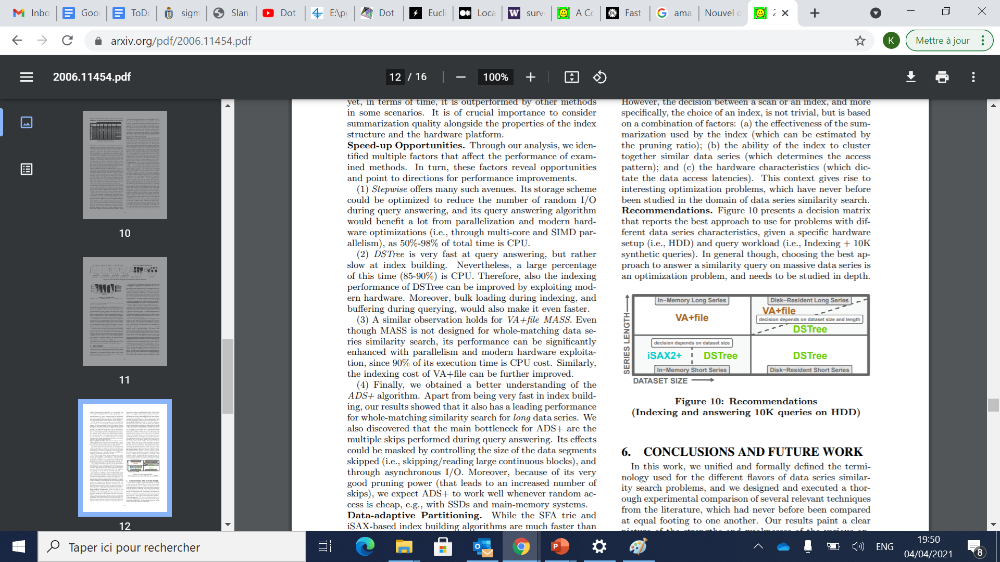 Inbo
Goo
ToD
sigm
Slan
Dot
E:\p
Dot
Eucli
Loca
surv
A Co
Fast
ama
Nouvel o
2
arxiv.org/pdf/2006.11454.pdf
K
Mettre à jour
2006.11454.pdf
12 / 16
100%
10
11
12
yet, in terms of time, it is outperformed by other methods
in some scenarios. It is of crucial importance to consider
summarization quality alongside the properties of the index
structure and the hardware platform.
Speed-up Opportunities. Through our analysis, we iden-
tified multiple factors that affect the performance of exam-
ined methods. In turn, these factors reveal opportunities
and point to directions for performance improvements.
(1) Stepwise offers many such avenues. Its storage scheme
could be optimized to reduce the number of random I/O
during query answering, and its query answering algorithm
would benefit a lot from parallelization and modern hard-
ware optimizations (i.e., through multi-core and SIMD par-
allelism), as 50%-98% of total time is CPU.
(2) DSTree is very fast at query answering, but rather
slow at index building. Nevertheless, a large percentage
of this time (85-90%) is CPU. Therefore, also the indexing
performance of DSTree can be improved by exploiting mod-
ern hardware. Moreover, bulk loading during indexing, and
buffering during querying, would also make it even faster.
(3) A similar observation holds for VA+file MASS. Even
though MASS is not designed for whole-matching data se-
ries similarity search, its performance can be significantly
enhanced with parallelism and modern hardware exploita-
tion, since 90% of its execution time is CPU cost. Similarly,
the indexing cost of VA+file can be further improved.
(4) Finally, we obtained a better understanding of the
ADS+ algorithm. Apart from being very fast in index build-
ing, our results showed that it also has a leading performance
for whole-matching similarity search for long data series. We
also discovered that the main bottleneck for ADS+ are the
multiple skips performed during query answering. Its effects
could be masked by controlling the size of the data segments
skipped (i.e., skipping/reading large continuous blocks), and
through asynchronous I/O. Moreover, because of its very
good pruning power (that leads to an increased number of
skips), we expect ADS+ to work well whenever random ac-
cess is cheap, e.g., with SSDs and main-memory systems.
Data-adaptive Partitioning. While the SFA trie and
iSAX-based index building algorithms are much faster than
However, the decision between a scan or an index, and more
specifically, the choice of an index, is not trivial, but is based
on a combination of factors: (a) the effectiveness of the sum-
marization used by the index (which can be estimated by
the pruning ratio); (b) the ability of the index to cluster
together similar data series (which determines the access
pattern); and (c) the hardware characteristics (which dic-
tate the data access latencies). This context gives rise to
interesting optimization problems, which have never before
been studied in the domain of data series similarity search.
Recommendations. Figure 10 presents a decision matrix
that reports the best approach to use for problems with dif-
ferent data series characteristics, given a specific hardware
setup (i.e., HDD) and query workload (i.e., Indexing + 10K
synthetic queries). In general though, choosing the best ap-
proach to answer a similarity query on massive data series is
an optimization problem, and needs to be studied in depth.
SERIES LENGTH
In-Memory Long Series
VA+file
Disk-Resident Long Series
VA+file
decision depends on dataset size and length
DSTree
decision depends on dataset size
iSAX2+
DSTree
In-Memory Short Series
DSTree
Disk-Resident Short Series
DATASET SIZE
Figure 10: Recommendations
(Indexing and answering 10K queries on HDD)
6. CONCLUSIONS AND FUTURE WORK
In this work, we unified and formally defined the termi-
nology used for the different flavors of data series similar-
ity search problems, and we designed and executed a thor-
ough experimental comparison of several relevant techniques
from the literature, which had never before been compared
at equal footing to one another. Our results paint a clear
Taper ici pour rechercher
ENG
19:50
04/04/2021
8